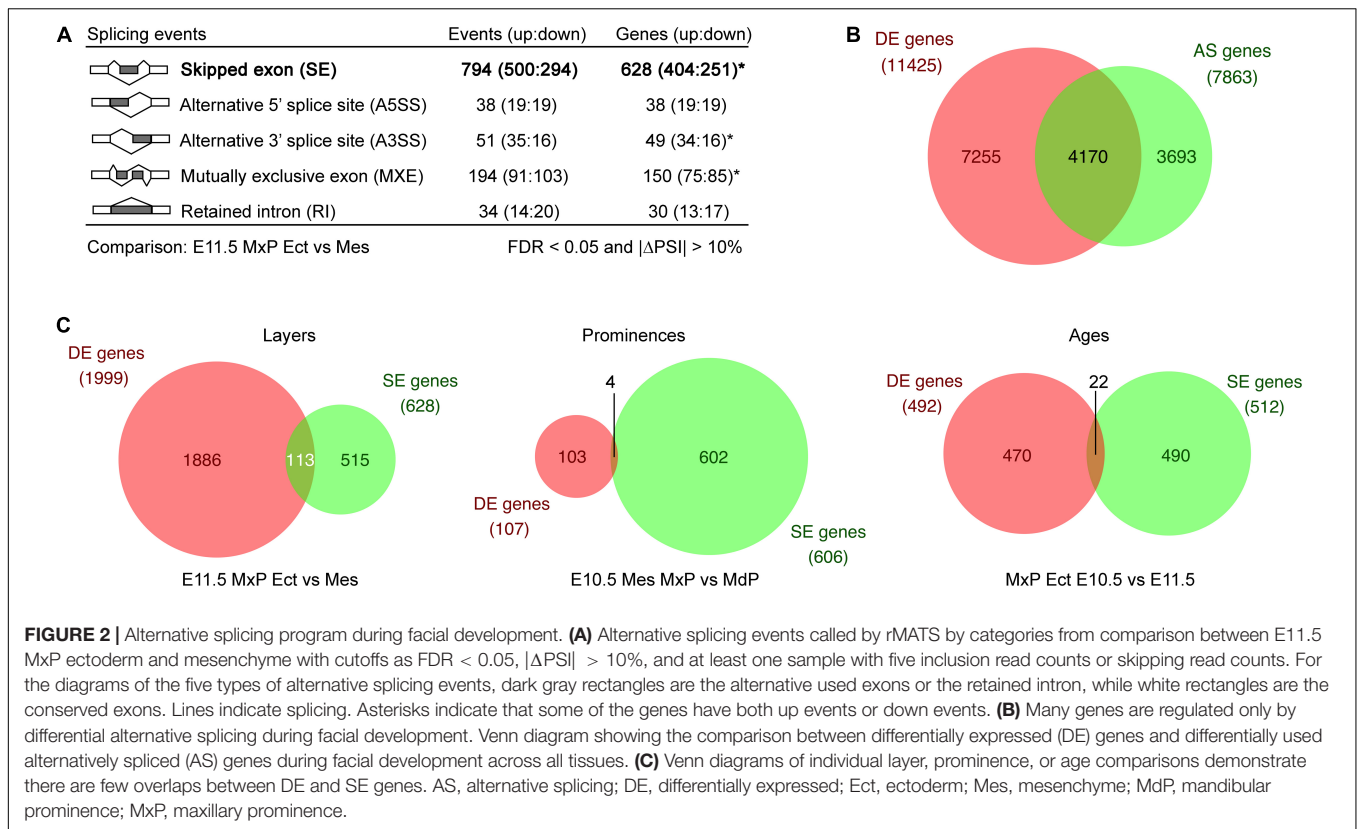 A
Splicing events Events (up:down) Genes (up:down)
Skipped exon (SE) 794 (500:294) 628 (404:251)*
Alternative 5' splice site (A5SS) 38 (19:19) 38 (19:19)
Alternative 3' splice site (A3SS) 51 (35:16) 49 (34:16)*
Mutually exclusive exon (MXE) 194 (91:103) 150 (75:85)*
Retained intron (RI) 34 (14:20) 30 (13:17)
Comparison: E11.5 MxP Ect vs Mes FDR < 0.05 and |ΔPSI| > 10%
B
DE genes
(11425)
AS genes
(7863)
7255 4170 3693
C
Layers
DE genes
(1999)
SE genes
(628)
1886 113 515
E11.5 MxP Ect vs Mes
Prominences
4
103 602
DE genes
(107)
SE genes
(606)
E10.5 Mes MxP vs MdP
Ages
DE genes
(492)
22
SE genes
(512)
470 490
MxP Ect E10.5 vs E11.5
FIGURE 2 | Alternative splicing program during facial development. (A) Alternative splicing events called by rMATS by categories from comparison between E11.5
MxP ectoderm and mesenchyme with cutoffs as FDR < 0.05, |ΔPSI| > 10%, and at least one sample with five inclusion read counts or skipping read counts. For
the diagrams of the five types of alternative splicing events, dark gray rectangles are the alternative used exons or the retained intron, while white rectangles are the
conserved exons. Lines indicate splicing. Asterisks indicate that some of the genes have both up events or down events. (B) Many genes are regulated only by
differential alternative splicing during facial development. Venn diagram showing the comparison between differentially expressed (DE) genes and differentially used
alternatively spliced (AS) genes during facial development across all tissues. (C) Venn diagrams of individual layer, prominence, or age comparisons demonstrate
there are few overlaps between DE and SE genes. AS, alternative splicing; DE, differentially expressed; Ect, ectoderm; Mes, mesenchyme; MdP, mandibular
prominence; MxP, maxillary prominence.